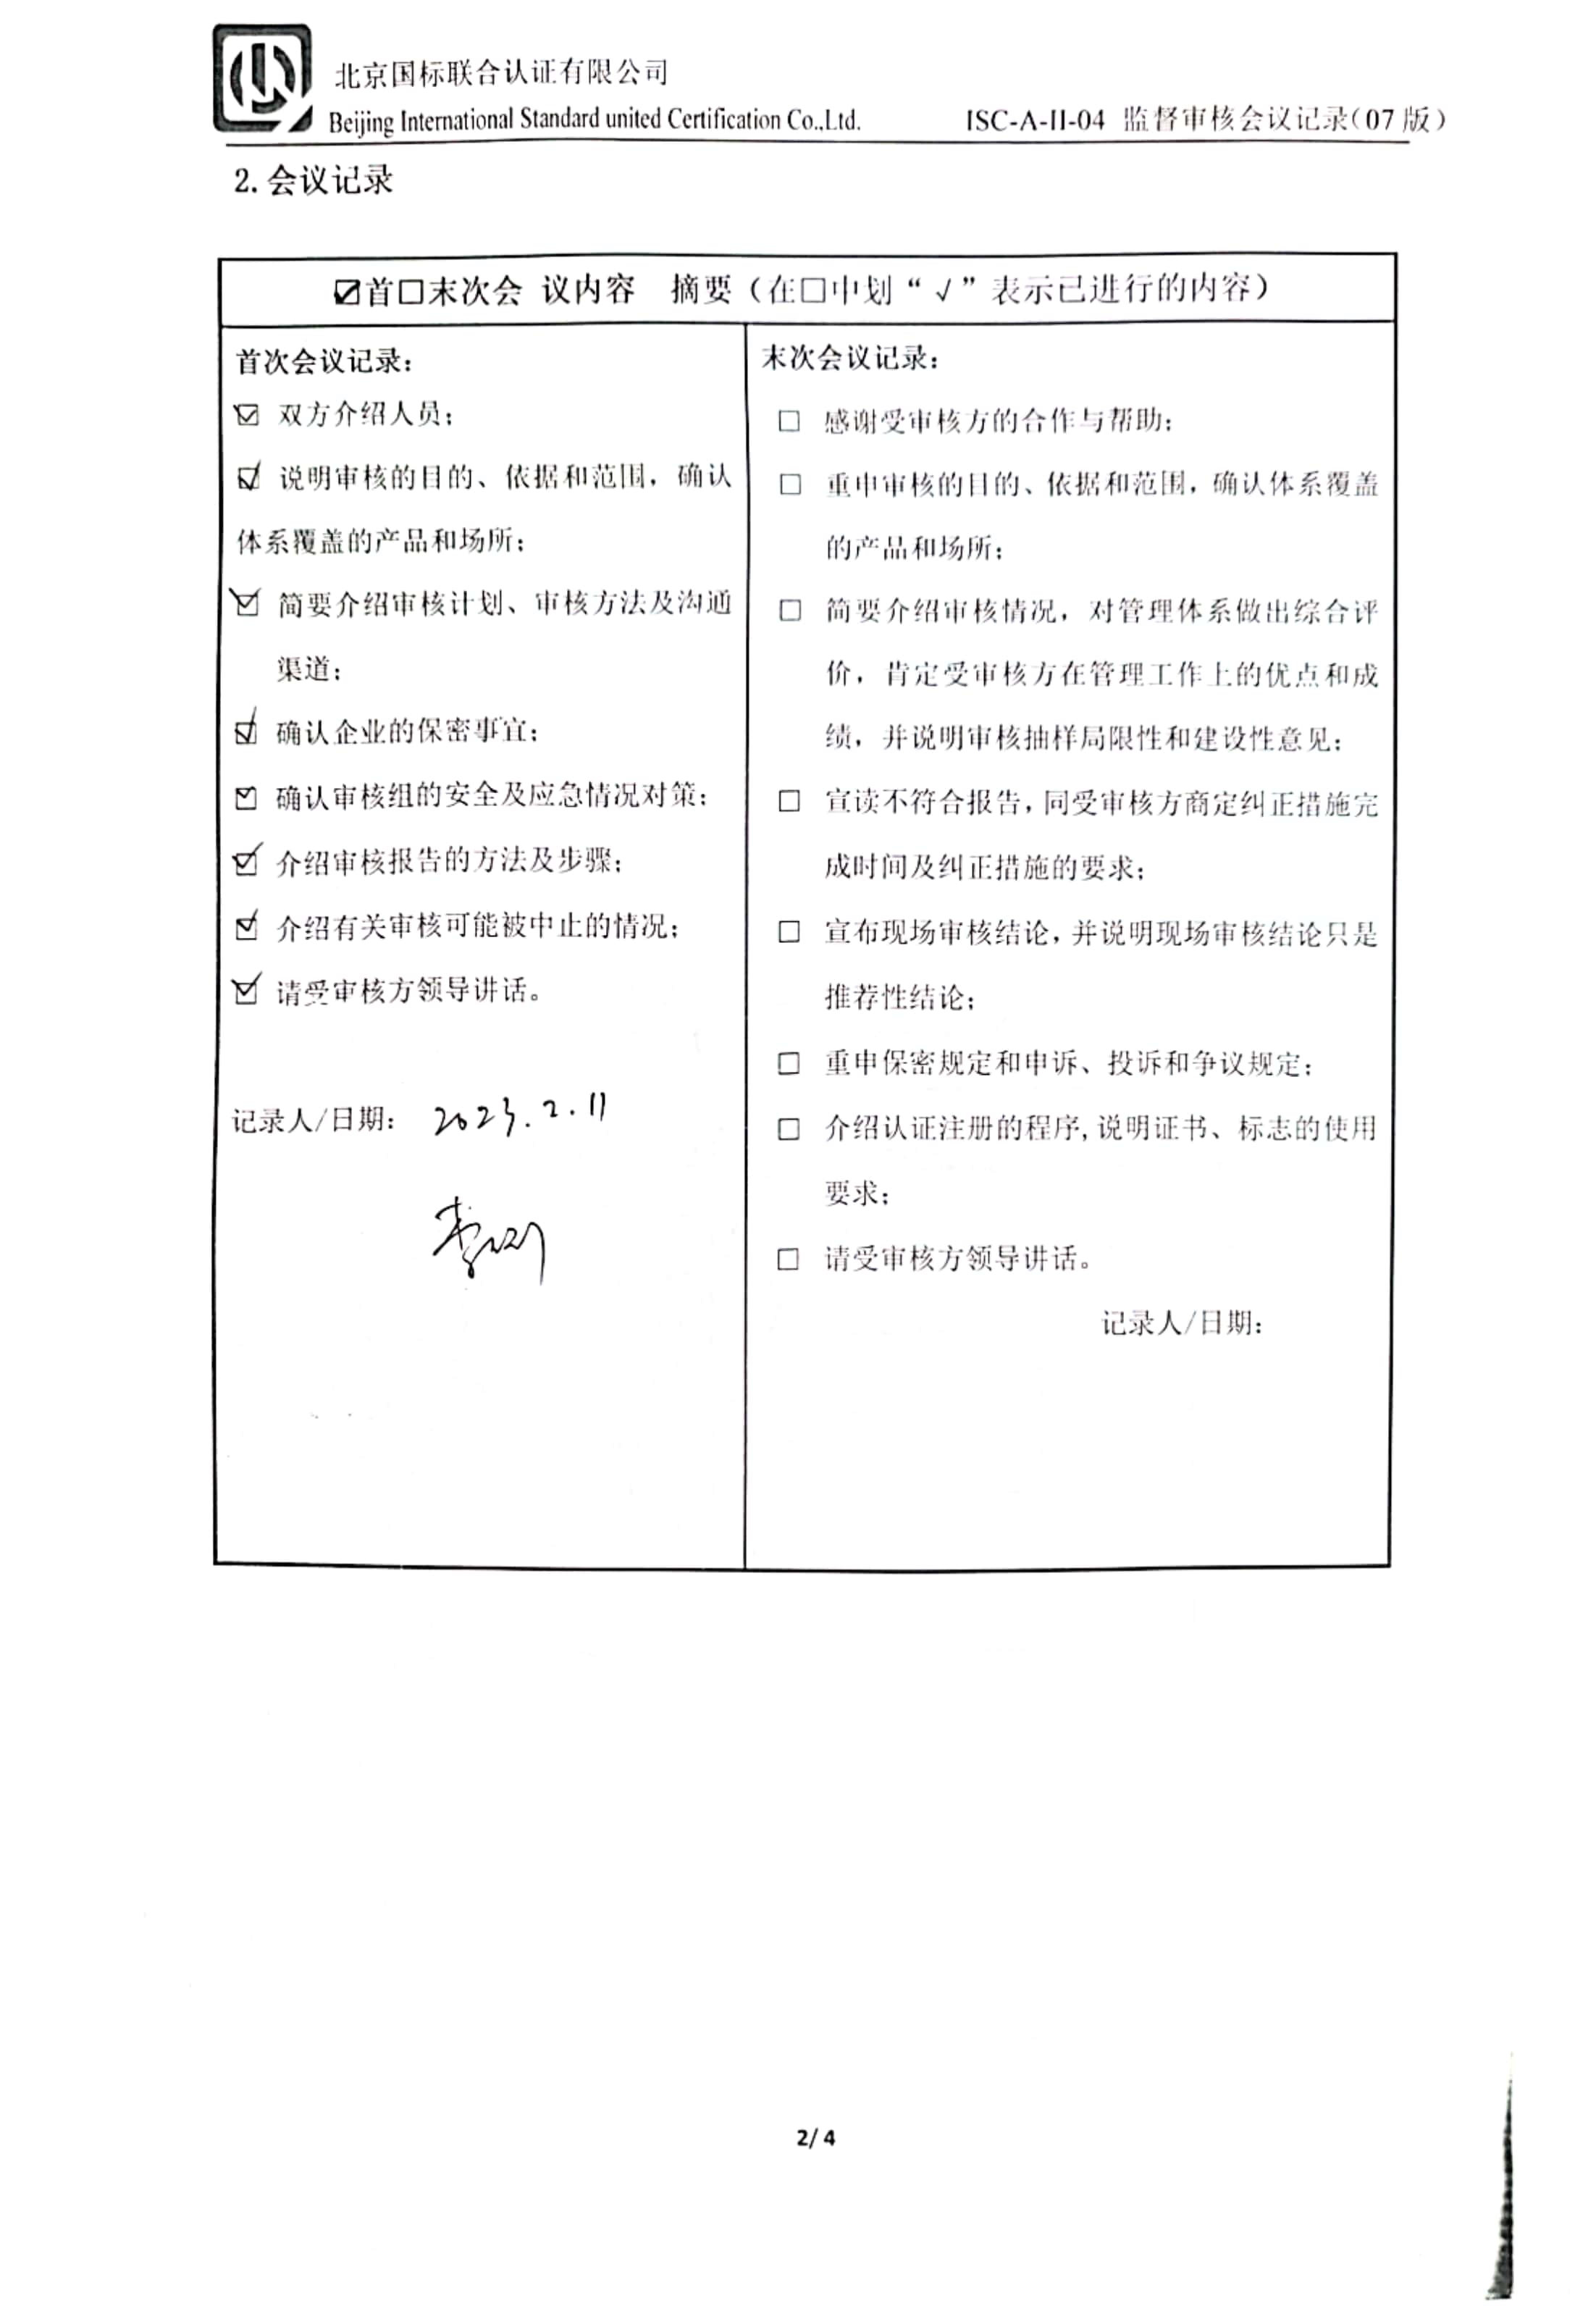 北京国标联合认证有限公司
Beijing International Standard united Certification Co.,Ltd. ISC-A-II-04 监督审核会议记录(07版)
2.会议记录
☑首□末次会 议内容 摘要（在□中划“√”表示已进行的内容）
首次会议记录：
☑ 双方介绍人员；
☑ 说明审核的目的、依据和范围，确认
体系覆盖的产品和场所；
☑ 简要介绍审核计划、审核方法及沟通
渠道；
☑ 确认企业的保密事宜；
☑ 确认审核组的安全及应急情况对策；
☑ 介绍审核报告的方法及步骤；
☑ 介绍有关审核可能被中止的情况；
☑ 请受审核方领导讲话。
记录人/日期： 2023.2.11
末次会议记录：
□ 感谢受审核方的合作与帮助；
□ 重申审核的目的、依据和范围，确认体系覆盖
的产品和场所；
□ 简要介绍审核情况，对管理体系做出综合评
价，肯定受审核方在管理工作上的优点和成
绩，并说明审核抽样局限性和建设性意见；
□ 宣读不符合报告，同受审核方商定纠正措施完
成时间及纠正措施的要求；
□ 宣布现场审核结论，并说明现场审核结论只是
推荐性结论；
□ 重申保密规定和申诉、投诉和争议规定；
□ 介绍认证注册的程序,说明证书、标志的使用
要求；
□ 请受审核方领导讲话。
记录人/日期：
2/ 4